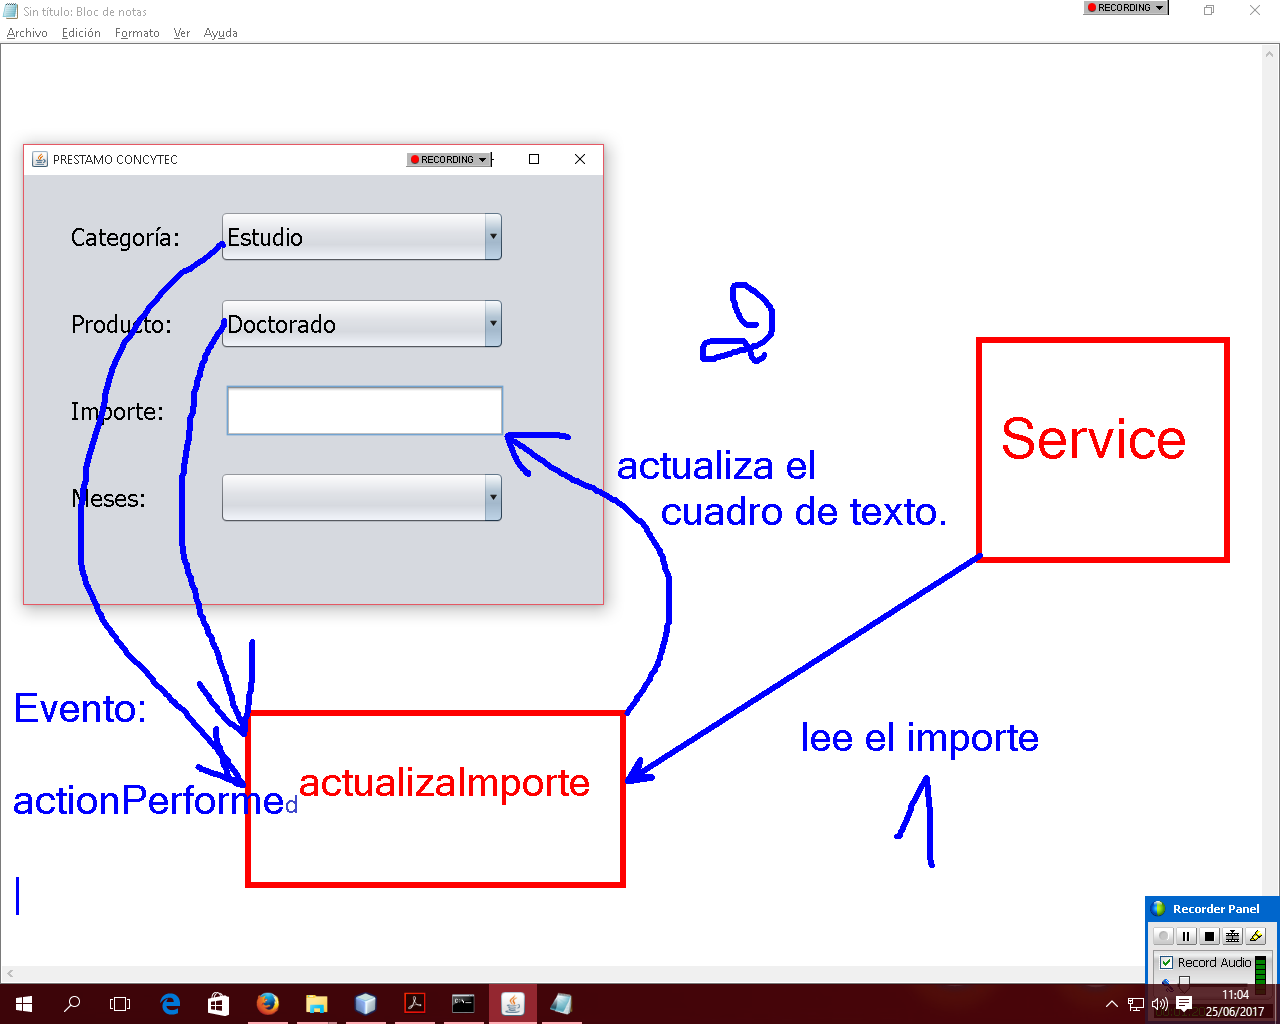 Sin título: Bloc de notas
RECORDING
Archivo Edición Formato Ver Ayuda
PRESTAMO CONCYTEC
RECORDING
Categoría: Estudio
Producto: Doctorado
Importe:
Meses:
2
actualiza el
cuadro de texto.
Service
Evento:
actionPerformed
actualizaImporte
lee el importe
1
Recorder Panel
Record Audio
11:04
25/06/2017